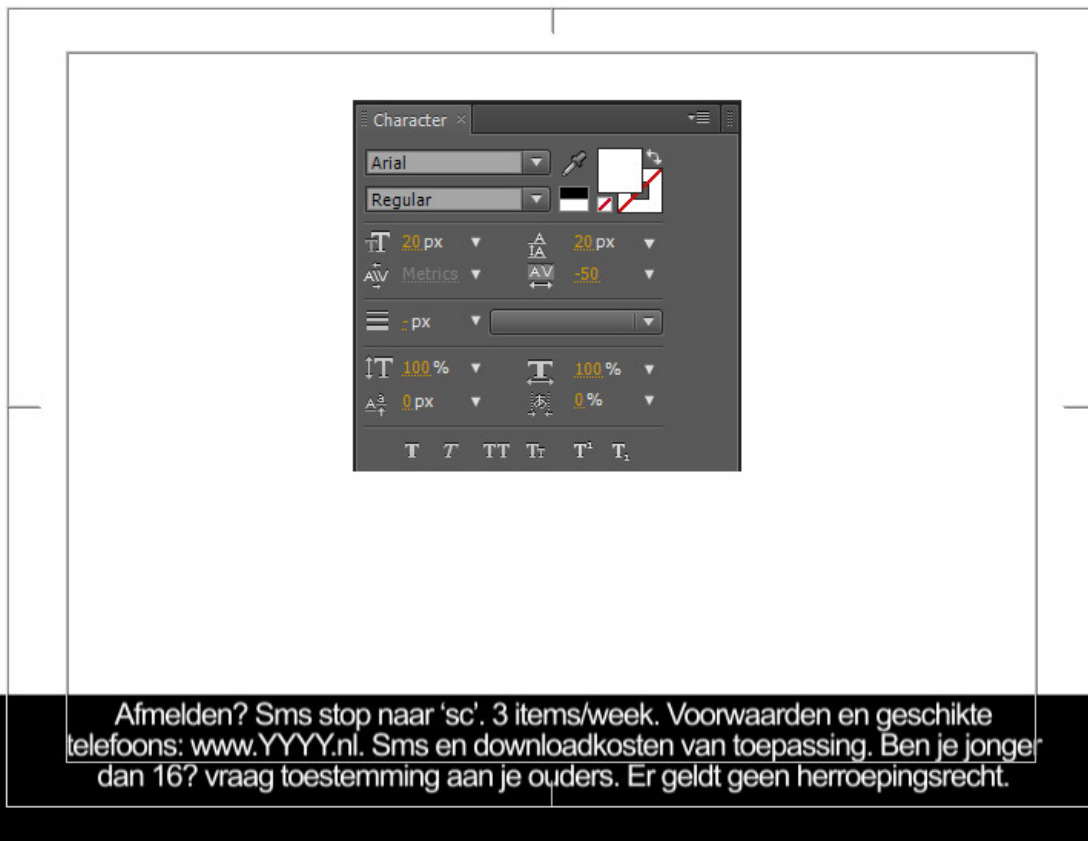 Character
Arial
Regular
20 px 20 px
Metrics -50
- px
100 % 100 %
0 px 0 %
T T TT Tт T¹ T₁
Afmelden? Sms stop naar ‘sc’. 3 items/week. Voorwaarden en geschikte
telefoons: www.YYYY.nl. Sms en downloadkosten van toepassing. Ben je jonger
dan 16? vraag toestemming aan je ouders. Er geldt geen herroepingsrecht.